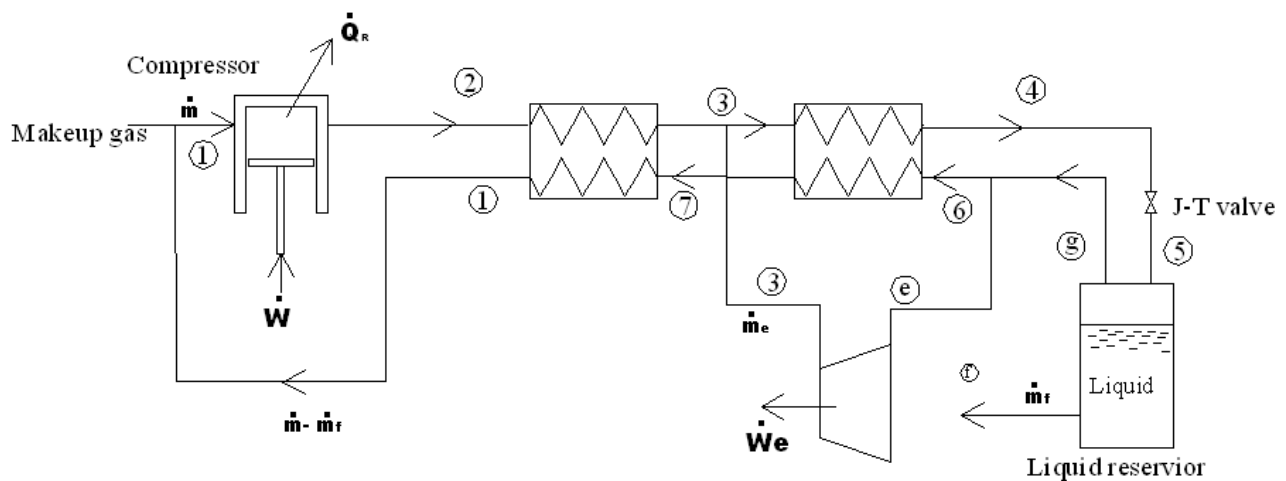 Compressor
Q̇R
Makeup gas
ṁ
①
②
③
④
①
⑦
⑥
J-T valve
g
⑤
③
e
ṁe
Ẇ
f
ṁf
Liquid
Ẇe
ṁ- ṁf
Liquid reservior